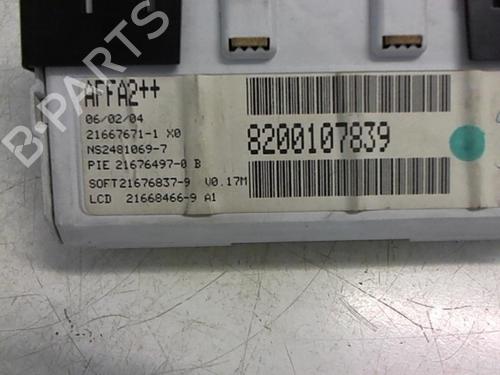 B-PARTS
AFFA2++
06/02/04
21667671-1 X0
NS2481069-7
PIE 21676497-0 B
SOFT21676837-9 V0.17M
LCD 21668466-9 A1
8200107839